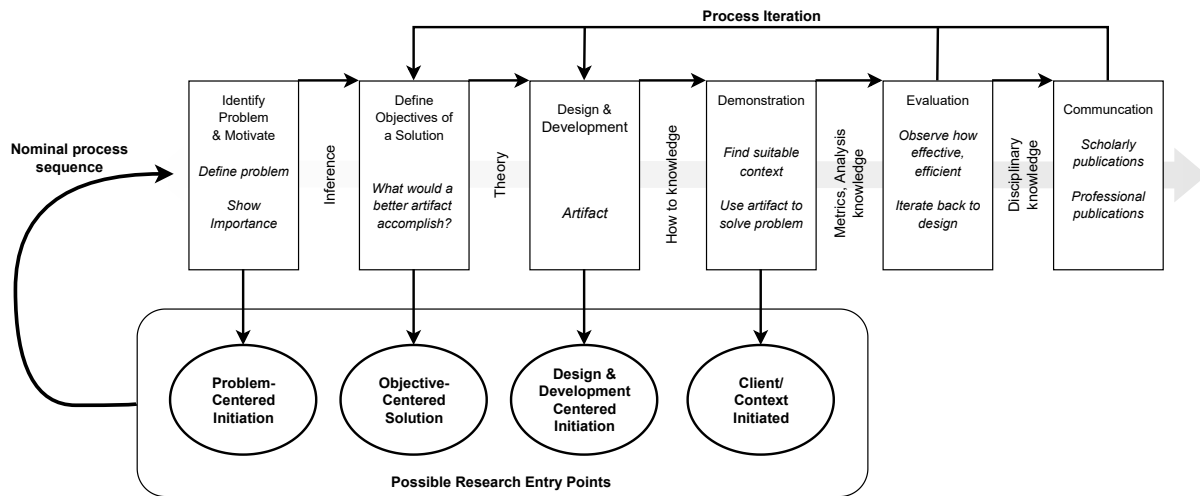 Process Iteration
Nominal process
sequence
Identify
Problem
& Motivate
Define problem
Show
Importance
Inference
Define
Objectives of
a Solution
What would a
better artifact
accomplish?
Theory
Design &
Development
Artifact
How to knowledge
Demonstration
Find suitable
context
Use artifact to
solve problem
Metrics, Analysis
knowledge
Evaluation
Observe how
effective,
efficient
Iterate back to
design
Disciplinary
knowledge
Communcation
Scholarly
publications
Professional
publications
Problem-
Centered
Initiation
Objective-
Centered
Solution
Design &
Development
Centered
Initiation
Client/
Context
Initiated
Possible Research Entry Points